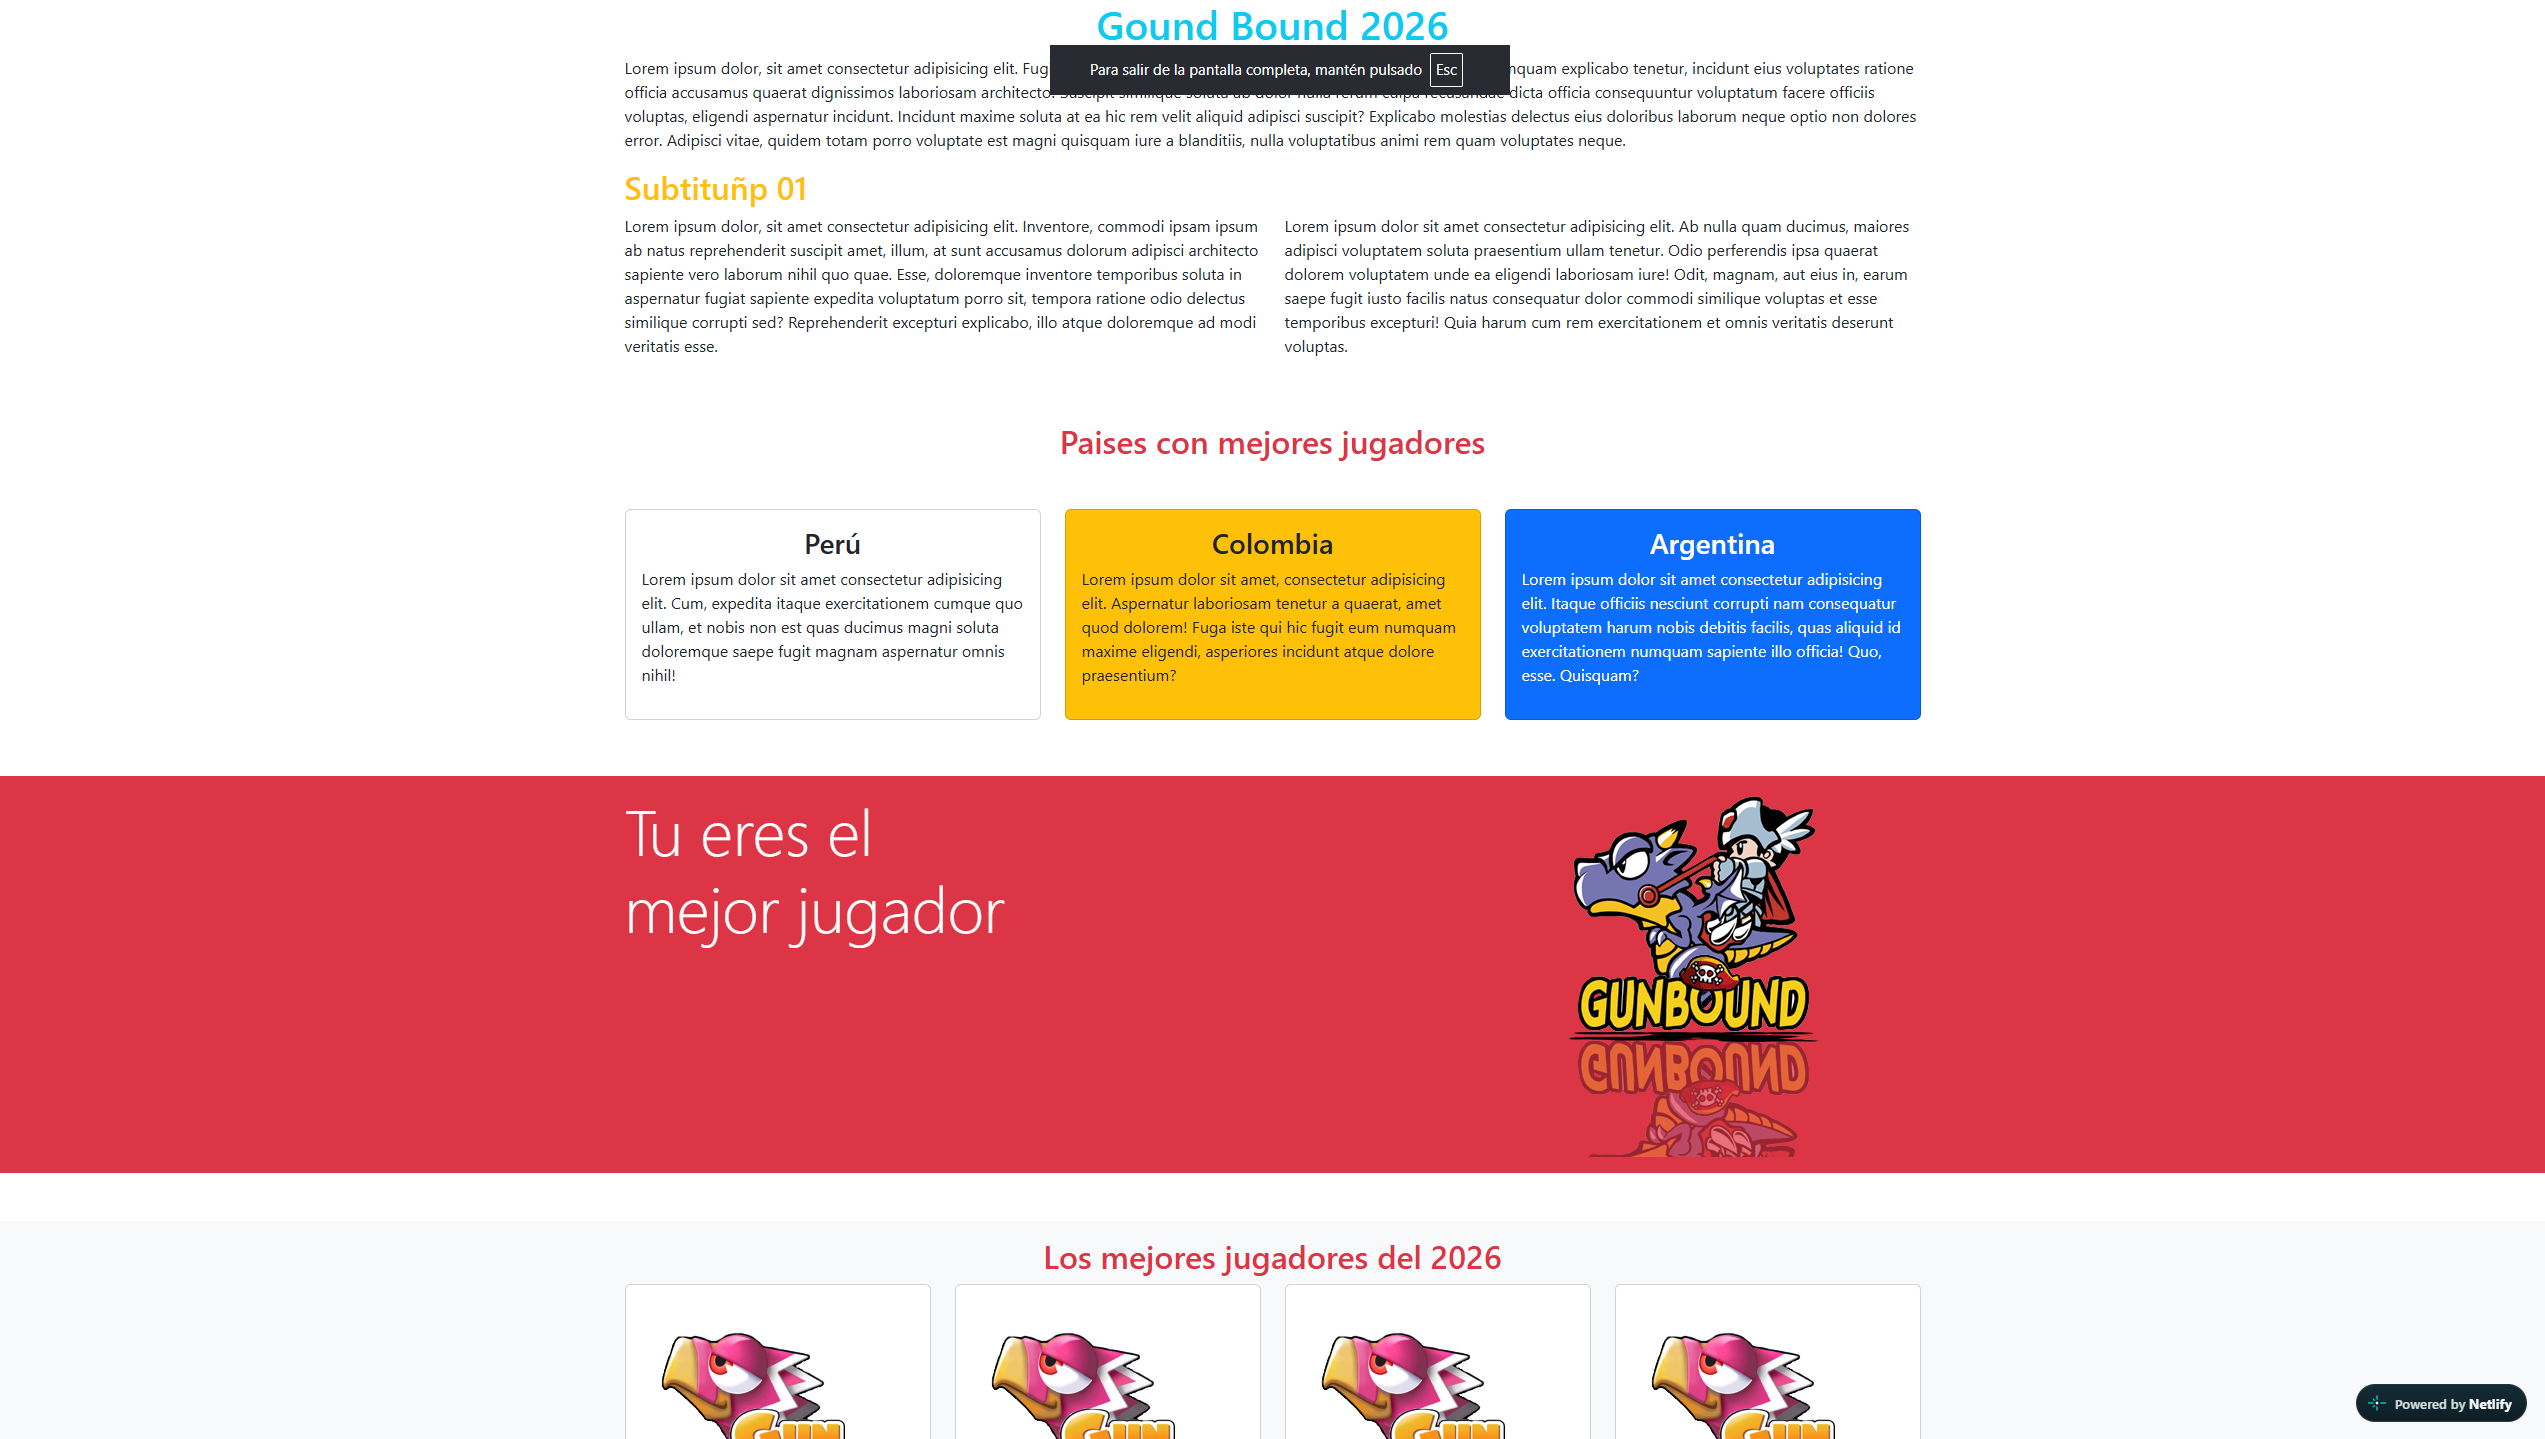 Gound Bound 2026
Para salir de la pantalla completa, mantén pulsado Esc
Lorem ipsum dolor, sit amet consectetur adipisicing elit. explicabo tenetur, incidunt eius voluptates ratione
officia accusamus quaerat dignissimos laboriosam architecto. dicta officia consequuntur voluptatum facere officiis
voluptas, eligendi aspernatur incidunt. Incidunt maxime soluta at ea hic rem velit aliquid adipisci suscipit? Explicabo molestias delectus eius doloribus laborum neque optio non dolores
error. Adipisci vitae, quidem totam porro voluptate est magni quisquam iure a blanditiis, nulla voluptatibus animi rem quam voluptates neque.
Subtituñp 01
Lorem ipsum dolor, sit amet consectetur adipisicing elit. Inventore, commodi ipsam ipsum
ab natus reprehenderit suscipit amet, illum, at sunt accusamus dolorum adipisci architecto
sapiente vero laborum nihil quo quae. Esse, doloremque inventore temporibus soluta in
aspernatur fugiat sapiente expedita voluptatum porro sit, tempora ratione odio delectus
similique corrupti sed? Reprehenderit excepturi explicabo, illo atque doloremque ad modi
veritatis esse.
Lorem ipsum dolor sit amet consectetur adipisicing elit. Ab nulla quam ducimus, maiores
adipisci voluptatem soluta praesentium ullam tenetur. Odio perferendis ipsa quaerat
dolorem voluptatem unde ea eligendi laboriosam iure! Odit, magnam, aut eius in, earum
saepe fugit iusto facilis natus consequatur dolor commodi similique voluptas et esse
temporibus excepturi! Quia harum cum rem exercitationem et omnis veritatis deserunt
voluptas.
Paises con mejores jugadores
Perú
Lorem ipsum dolor sit amet consectetur adipisicing
elit. Cum, expedita itaque exercitationem cumque quo
ullam, et nobis non est quas ducimus magni soluta
doloremque saepe fugit magnam aspernatur omnis
nihil!
Colombia
Lorem ipsum dolor sit amet, consectetur adipisicing
elit. Aspernatur laboriosam tenetur a quaerat, amet
quod dolorem! Fuga iste qui hic fugit eum numquam
maxime eligendi, asperiores incidunt atque dolore
praesentium?
Argentina
Lorem ipsum dolor sit amet consectetur adipisicing
elit. Itaque officiis nesciunt corrupti nam consequatur
voluptatem harum nobis debitis facilis, quas aliquid id
exercitationem numquam sapiente illo officia! Quo,
esse. Quisquam?
Tu eres el
mejor jugador
GUNBOUND
Los mejores jugadores del 2026
GUN
GUN
GUN
GUN
Powered by Netlify